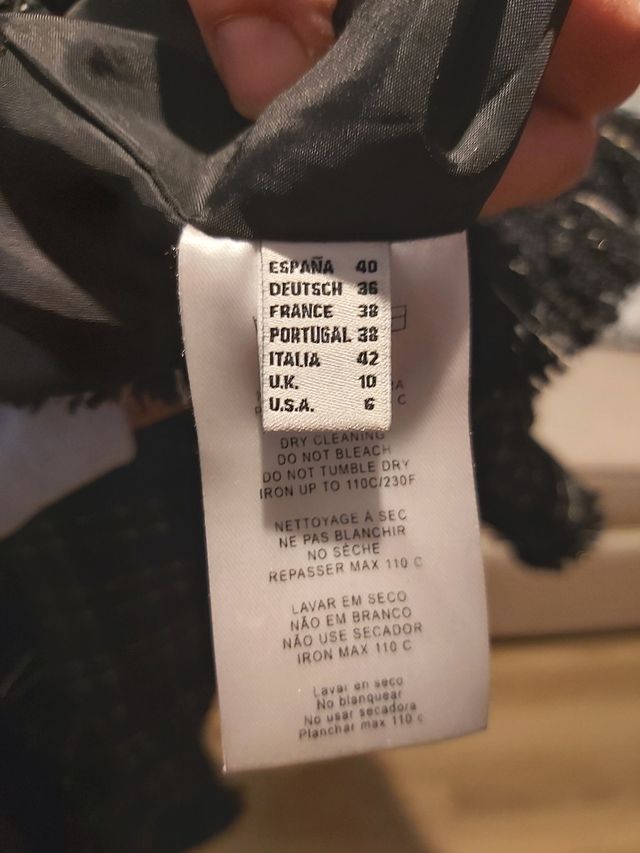 ESPAÑA 40
DEUTSCH 36
FRANCE 38
PORTUGAL 38
ITALIA 42
U.K. 10
U.S.A. 6
DRY CLEANING
DO NOT BLEACH
DO NOT TUMBLE DRY
IRON UP TO 110C/230F
NETTOYAGE À SEC
NE PAS BLANCHIR
NO SÈCHE
REPASSER MAX 110 C
LAVAR EM SECO
NÃO EM BRANCO
NÃO USE SECADOR
IRON MAX 110 C
Lavar en seco
No blanquear
No usar secadora
Planchar max 110 c